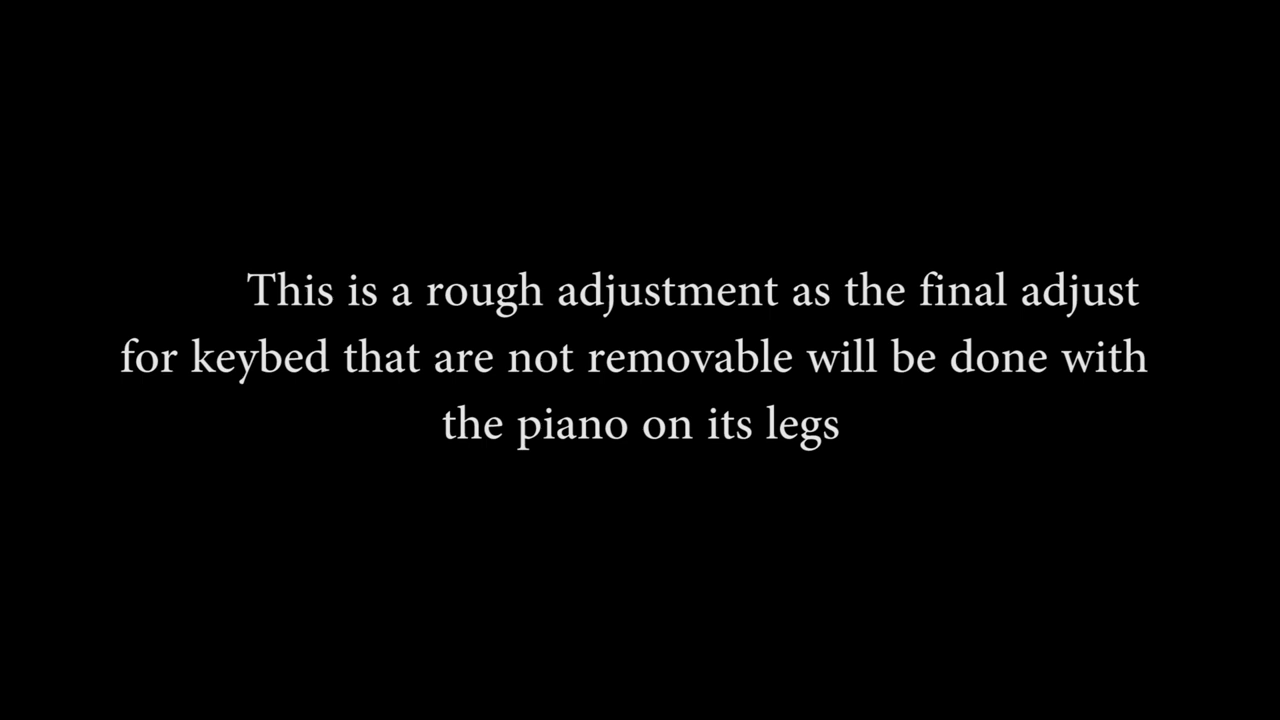 This is a rough adjustment as the final adjust
for keybed that are not removable will be done with
the piano on its legs